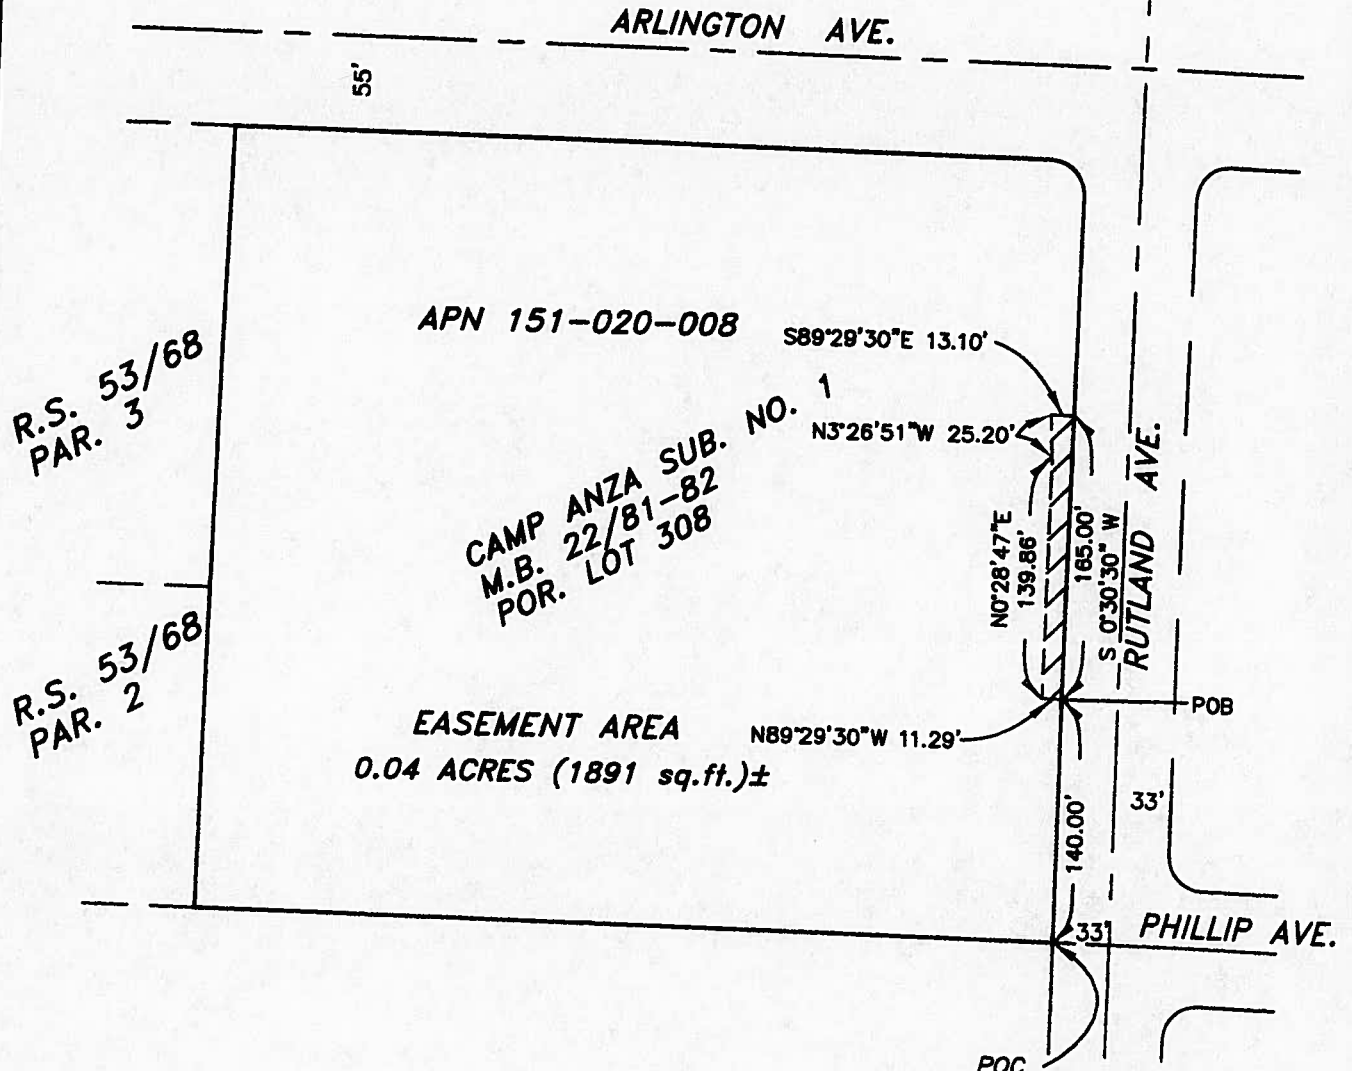 ARLINGTON AVE.
55'
APN 151-020-008
S89°29'30"E 13.10'
R.S. 53/68
PAR. 3
N3°26'51"W 25.20'
CAMP ANZA SUB. NO. 1
M.B. 22/81-82
POR. LOT 308
N0°28'47"E
139.86'
165.00'
S 0°30'30" W
RUTLAND AVE.
R.S. 53/68
PAR. 2
EASEMENT AREA
0.04 ACRES (1891 sq.ft.)±
N89°29'30"W 11.29'
POB
33'
140.00'
33'
PHILLIP AVE.
POC